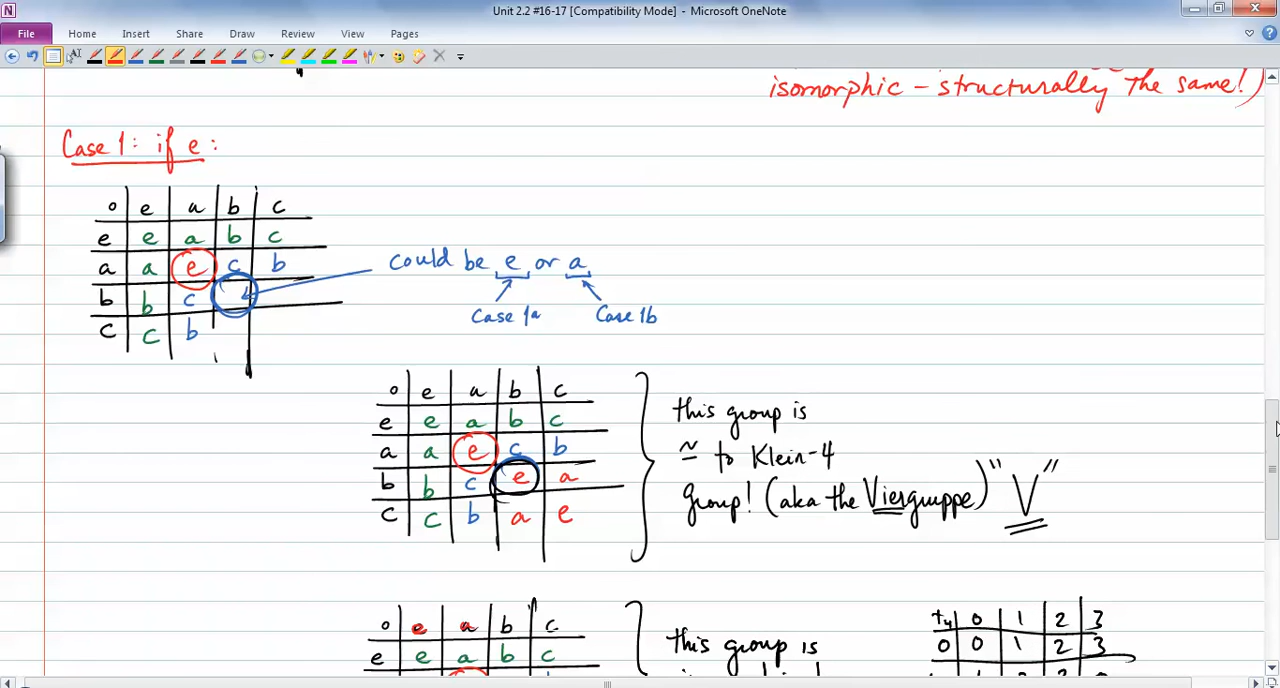 Unit 2.2 #16-17 [Compatibility Mode] - Microsoft OneNote
File Home Insert Share Draw Review View Pages
isomorphic - structurally the same!)
Case 1: if e:
o e a b c
e e a b c
a a e c b
b b c
c c b
could be e or a
Case 1a Case 1b
o e a b c
e e a b c
a a e c b
b b c e a
c c b a e
this group is
≅ to Klein-4
group! (aka the Viergruppe) "V"
o e a b c
e e a b c
this group is
+4 0 1 2 3
0 0 1 2 3